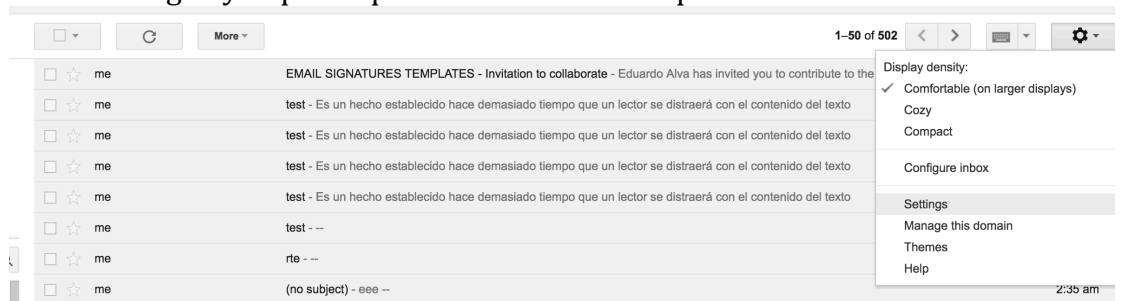 More
1–50 of 502
me EMAIL SIGNATURES TEMPLATES - Invitation to collaborate - Eduardo Alva has invited you to contribute to the
me test - Es un hecho establecido hace demasiado tiempo que un lector se distraerá con el contenido del texto
me test - Es un hecho establecido hace demasiado tiempo que un lector se distraerá con el contenido del texto
me test - Es un hecho establecido hace demasiado tiempo que un lector se distraerá con el contenido del texto
me test - Es un hecho establecido hace demasiado tiempo que un lector se distraerá con el contenido del texto
me test - --
me rte - --
me (no subject) - eee -- 2:35 am
Display density:
Comfortable (on larger displays)
Cozy
Compact
Configure inbox
Settings
Manage this domain
Themes
Help